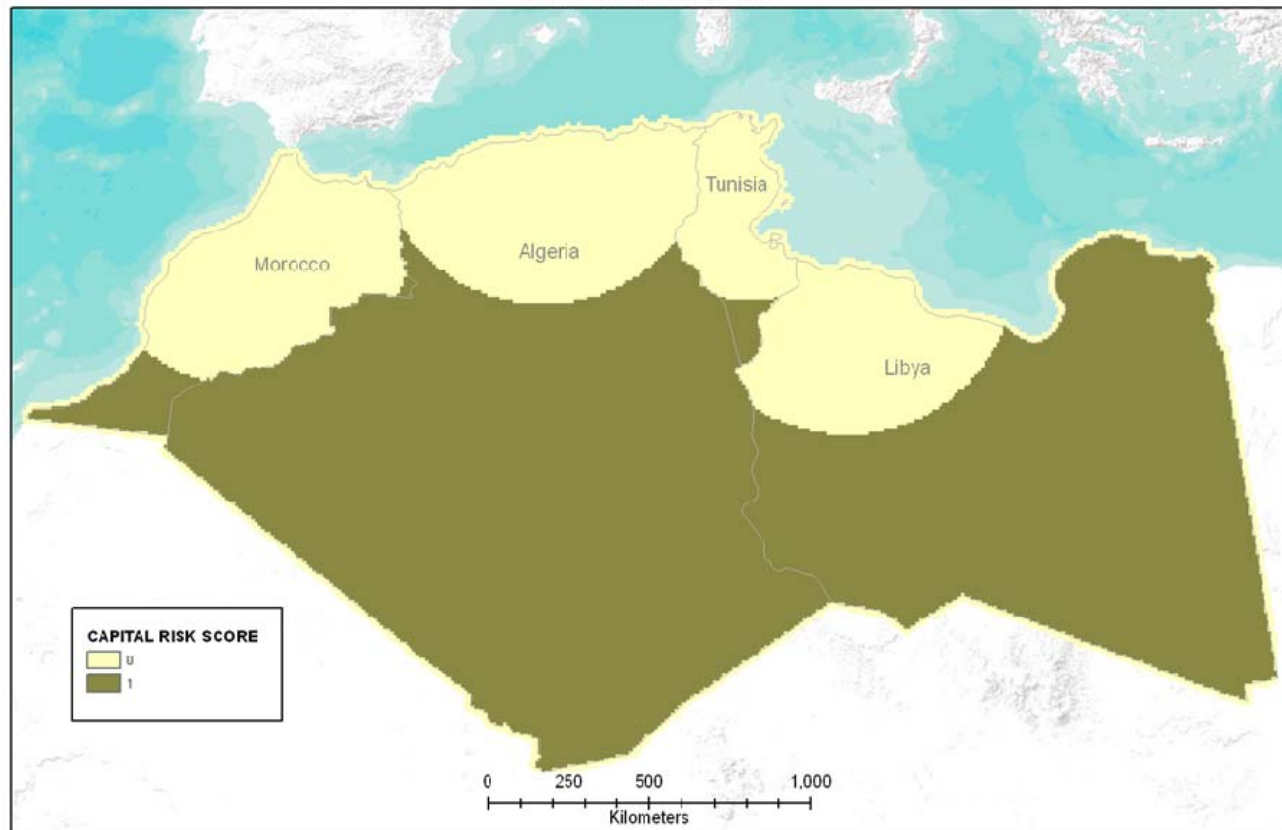 Tunisia
Algeria
Morocco
Libya
CAPITAL RISK SCORE
0
1
0 250 500 1,000
Kilometers